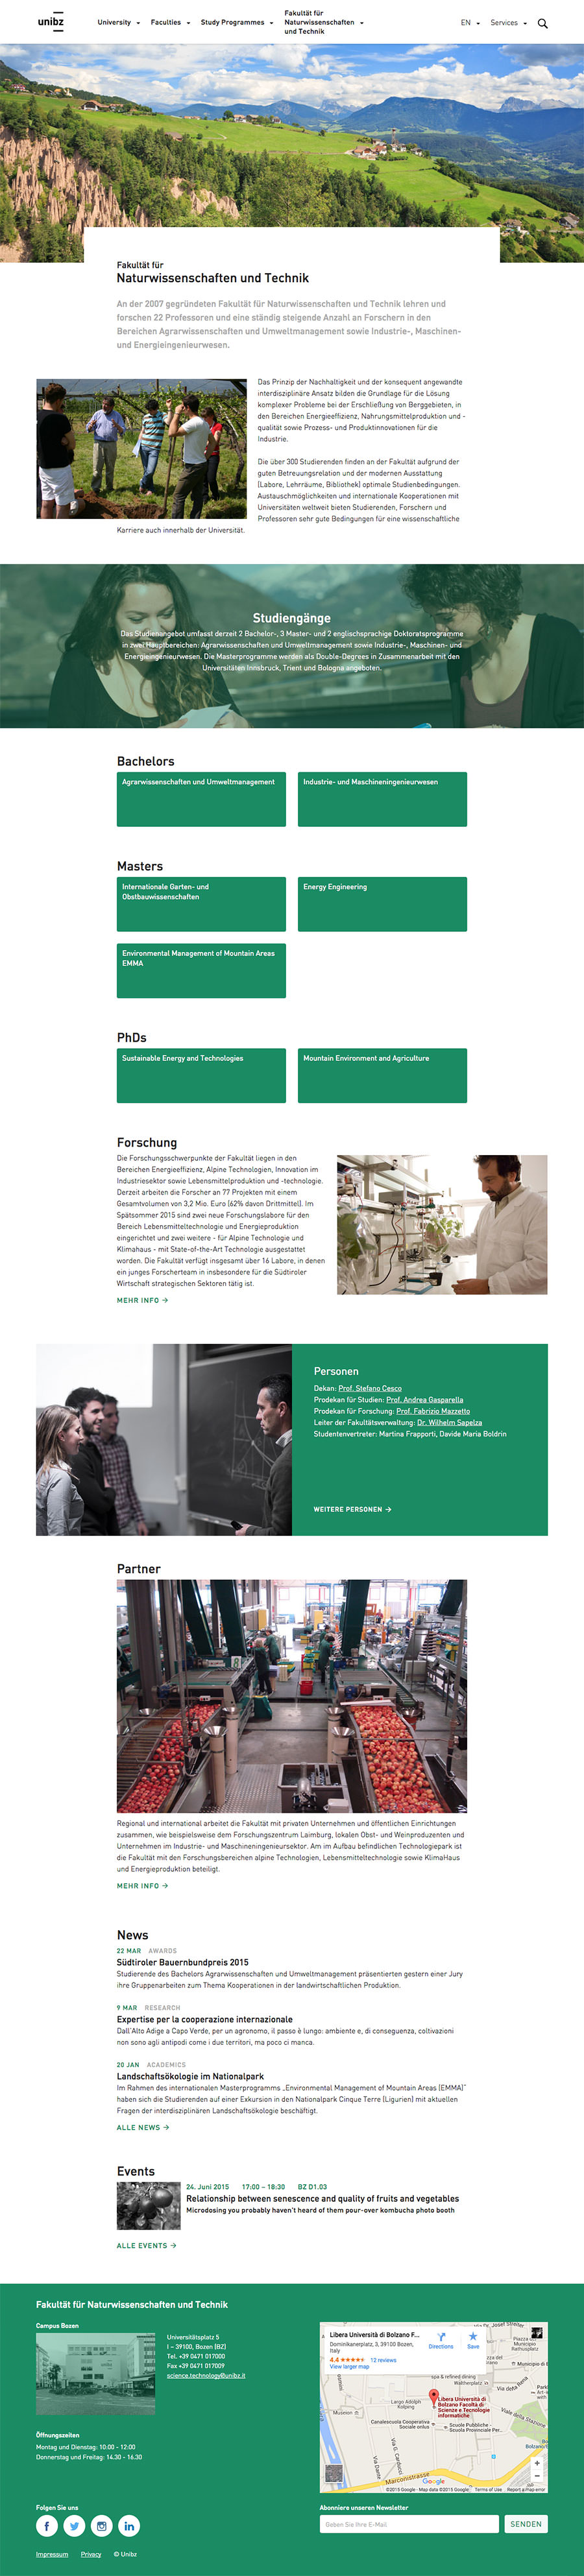 unibz
University
Faculties
Study Programmes
Fakultät für
Naturwissenschaften
und Technik
EN
Services
Fakultät für
Naturwissenschaften und Technik
An der 2007 gegründeten Fakultät für Naturwissenschaften und Technik lehren und
forschen 22 Professoren und eine ständig steigende Anzahl an Forschern in den
Bereichen Agrarwissenschaften und Umweltmanagement sowie Industrie-, Maschinen-
und Energieingenieurwesen.
Das Prinzip der Nachhaltigkeit und der konsequent angewandte
interdisziplinäre Ansatz bilden die Grundlage für die Lösung
komplexer Probleme bei der Erschließung von Berggebieten, in
den Bereichen Energieeffizienz, Nahrungsmittelproduktion und -
qualität sowie Prozess- und Produktinnovationen für die
Industrie.
Die über 300 Studierenden finden an der Fakultät aufgrund der
guten Betreuungsrelation und der modernen Ausstattung
(Labore, Lehrräume, Bibliothek) optimale Studienbedingungen.
Austauschmöglichkeiten und internationale Kooperationen mit
Universitäten weltweit bieten Studierenden, Forschern und
Professoren sehr gute Bedingungen für eine wissenschaftliche
Karriere auch innerhalb der Universität.
Studiengänge
Das Studienangebot umfasst derzeit 2 Bachelor-, 3 Master- und 2 englischsprachige Doktoratsprogramme
in zwei Hauptbereichen: Agrarwissenschaften und Umweltmanagement sowie Industrie-, Maschinen- und
Energieingenieurwesen. Die Masterprogramme werden als Double-Degrees in Zusammenarbeit mit den
Universitäten Innsbruck, Trient und Bologna angeboten.
Bachelors
Agrarwissenschaften und Umweltmanagement
Industrie- und Maschineningenieurwesen
Masters
Internationale Garten- und
Obstbauwissenschaften
Energy Engineering
Environmental Management of Mountain Areas
EMMA
PhDs
Sustainable Energy and Technologies
Mountain Environment and Agriculture
Forschung
Die Forschungsschwerpunkte der Fakultät liegen in den
Bereichen Energieeffizienz, Alpine Technologien, Innovation im
Industriesektor sowie Lebensmittelproduktion und -technologie.
Derzeit arbeiten die Forscher an 77 Projekten mit einem
Gesamtvolumen von 3,2 Mio. Euro (62% davon Drittmittel). Im
Spätsommer 2015 sind zwei neue Forschungslabore für den
Bereich Lebensmitteltechnologie und Energieproduktion
eingerichtet und zwei weitere - für Alpine Technologie und
Klimahaus - mit State-of-the-Art Technologie ausgestattet
worden. Die Fakultät verfügt insgesamt über 16 Labore, in denen
ein junges Forscherteam in insbesondere für die Südtiroler
Wirtschaft strategischen Sektoren tätig ist.
MEHR INFO →
Personen
Dekan: Prof. Stefano Cesco
Prodekan für Studien: Prof. Andrea Gasparella
Prodekan für Forschung: Prof. Fabrizio Mazzetto
Leiter der Fakultätsverwaltung: Dr. Wilhelm Sapelza
Studentenvertreter: Martina Frapporti, Davide Maria Boldrin
WEITERE PERSONEN →
Partner
8
Regional und international arbeitet die Fakultät mit privaten Unternehmen und öffentlichen Einrichtungen
zusammen, wie beispielsweise dem Forschungszentrum Laimburg, lokalen Obst- und Weinproduzenten und
Unternehmen im Industrie- und Maschineningenieursektor. Am im Aufbau befindlichen Technologiepark ist
die Fakultät mit den Forschungsbereichen alpine Technologien, Lebensmitteltechnologie sowie KlimaHaus
und Energieproduktion beteiligt.
MEHR INFO →
News
22 MAR AWARDS
Südtiroler Bauernbundpreis 2015
Studierende des Bachelors Agrarwissenschaften und Umweltmanagement präsentierten gestern einer Jury
ihre Gruppenarbeiten zum Thema Kooperationen in der landwirtschaftlichen Produktion.
9 MAR RESEARCH
Expertise per la cooperazione internazionale
Dall'Alto Adige a Capo Verde, per un agronomo, il passo è lungo: ambiente e, di conseguenza, coltivazioni
non sono agli antipodi come i due territori, ma poco ci manca.
20 JAN ACADEMICS
Landschaftsökologie im Nationalpark
Im Rahmen des internationalen Masterprogramms „Environmental Management of Mountain Areas (EMMA)"
haben sich die Studierenden auf einer Exkursion in den Nationalpark Cinque Terre (Ligurien) mit aktuellen
Fragen der interdisziplinären Landschaftsökologie beschäftigt.
ALLE NEWS →
Events
24. Juni 2015 17:00 – 18:30 BZ D1.03
Relationship between senescence and quality of fruits and vegetables
Microdosing you probably haven't heard of them pour-over kombucha photo booth
ALLE EVENTS →
Fakultät für Naturwissenschaften und Technik
Campus Bozen
Universitätsplatz 5
I – 39100, Bozen (BZ)
Tel. +39 0471 017000
Fax +39 0471 017009
science.technology@unibz.it
Libera Università di Bolzano F...
Dominikanerplatz, 3, 39100 Bozen,
Italy
4.4 ★★★★★ 12 reviews
View larger map
Directions
Save
Largo Adolfo
Kolping
Libera Università di
Bolzano Facoltà di
Scienze e Tecnologie
informatiche
Museion
Canalescuola Cooperativa
Sociale onlus
Scuole Pubbliche -
Via Dante
Via G. Carducci
Viale della Stazione
Marconistrasse
Google
©2015 Google - Map data ©2015 Google
Terms of Use
Report a map error
Öffnungszeiten
Montag und Dienstag: 10:00 - 12:00
Donnerstag und Freitag: 14.30 - 16.30
Folgen Sie uns
Abonniere unseren Newsletter
Geben Sie Ihre E-Mail
SENDEN
Impressum
Privacy
© Unibz